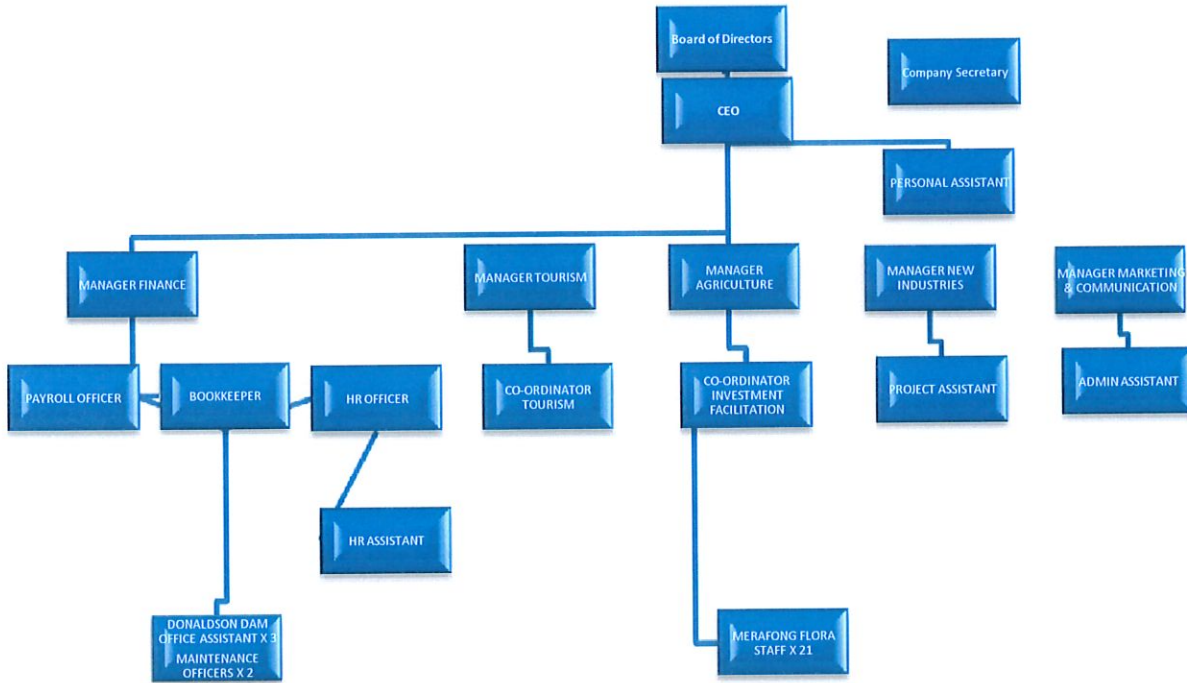 Board of Directors
Company Secretary
CEO
PERSONAL ASSISTANT
MANAGER FINANCE
MANAGER TOURISM
MANAGER
AGRICULTURE
MANAGER NEW
INDUSTRIES
MANAGER MARKETING
& COMMUNICATION
PAYROLL OFFICER
BOOKKEEPER
HR OFFICER
CO-ORDINATOR
TOURISM
CO-ORDINATOR
INVESTMENT
FACILITATION
PROJECT ASSISTANT
ADMIN ASSISTANT
HR ASSISTANT
DONALDSON DAM
OFFICE ASSISTANT X 3
MAINTENANCE
OFFICERS X 2
MERAFONG FLORA
STAFF X 21